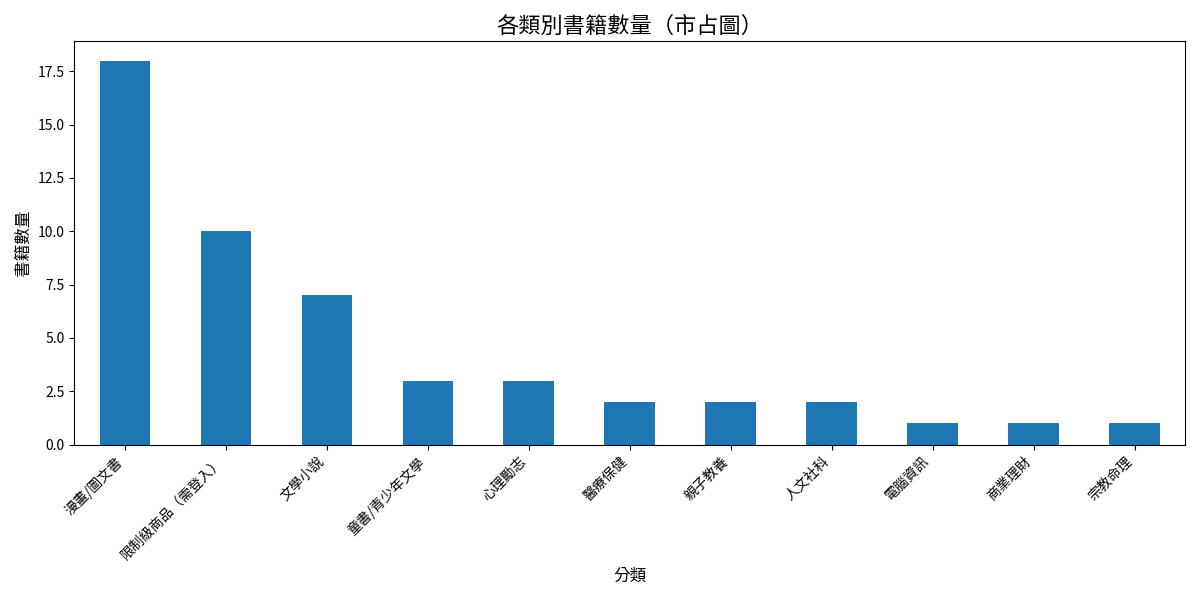 各類別書籍數量（市占圖）
書籍數量
17.5
15.0
12.5
10.0
7.5
5.0
2.5
0.0
漫畫/圖文書
限制級商品（需登入）
文學小說
童書/青少年文學
心理勵志
醫療保健
親子教養
人文社科
電腦資訊
商業理財
宗教命理
分類